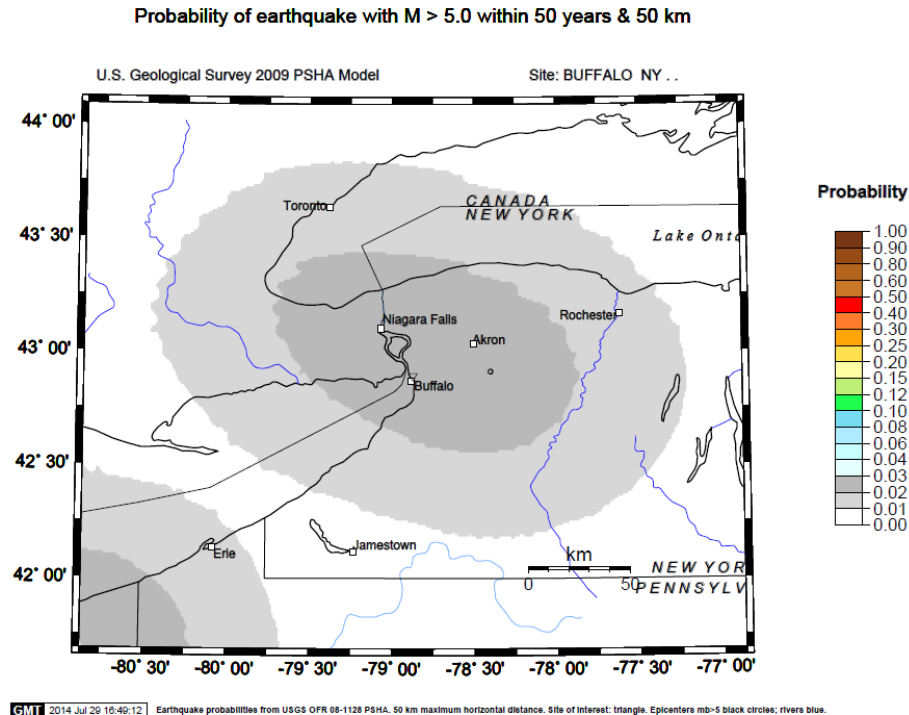 Probability of earthquake with M > 5.0 within 50 years & 50 km
U.S. Geological Survey 2009 PSHA Model
Site: BUFFALO NY . .
44° 00'
43° 30'
43° 00'
42° 30'
42° 00'
Toronto
CANADA
NEW YORK
Lake Onta
Niagara Falls
Rochester
Akron
Buffalo
Erie
Jamestown
km
0
50
NEW YOR
PENNSYLV
-80° 30'
-80° 00'
-79° 30'
-79° 00'
-78° 30'
-78° 00'
-77° 30'
-77° 00'
Probability
1.00
0.90
0.80
0.60
0.50
0.40
0.30
0.25
0.20
0.15
0.12
0.10
0.08
0.06
0.04
0.03
0.02
0.01
0.00
GMT 2014 Jul 29 16:49:12 Earthquake probabilities from USGS OFR 08-1128 PSHA. 50 km maximum horizontal distance. Site of interest: triangle. Epicenters mb>5 black circles; rivers blue.